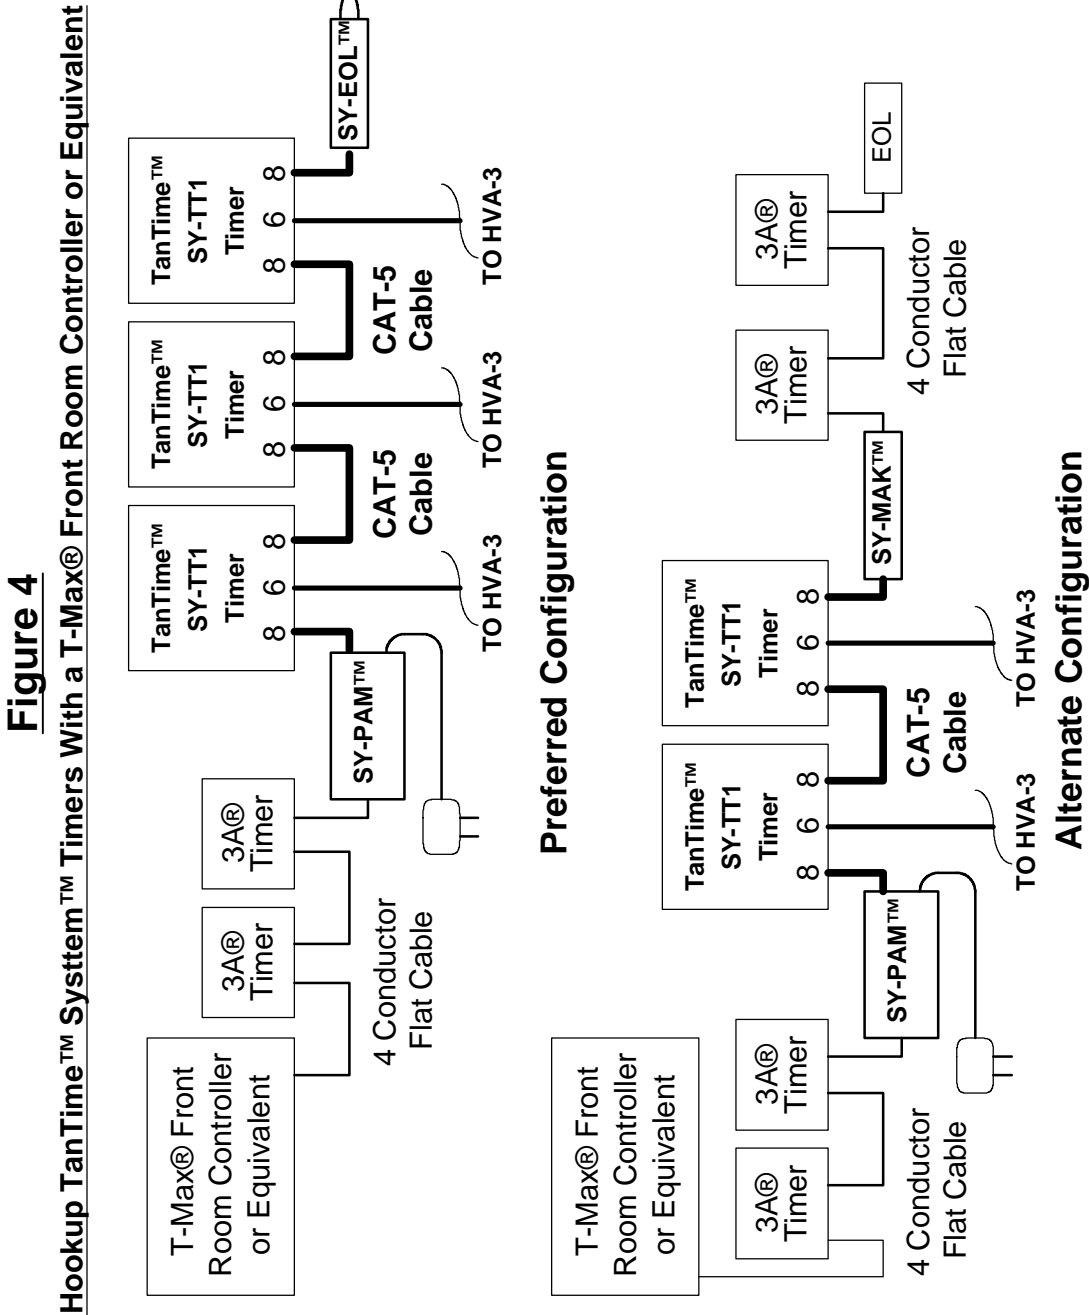 Figure 4
Hookup TanTime™ Systtem™ Timers With a T-Max® Front Room Controller or Equivalent
T-Max® Front
Room Controller
or Equivalent
4 Conductor
Flat Cable
3A®
Timer
3A®
Timer
SY-PAM™
TanTime™
SY-TT1
Timer
8
6
8
TO HVA-3
CAT-5
Cable
TanTime™
SY-TT1
Timer
8
6
8
TO HVA-3
CAT-5
Cable
TanTime™
SY-TT1
Timer
8
6
8
TO HVA-3
SY-EOL™
Preferred Configuration
T-Max® Front
Room Controller
or Equivalent
3A®
Timer
3A®
Timer
4 Conductor
Flat Cable
SY-PAM™
TanTime™
SY-TT1
Timer
8
6
8
TO HVA-3
CAT-5
Cable
TanTime™
SY-TT1
Timer
8
6
8
TO HVA-3
SY-MAK™
3A®
Timer
3A®
Timer
4 Conductor
Flat Cable
EOL
Alternate Configuration